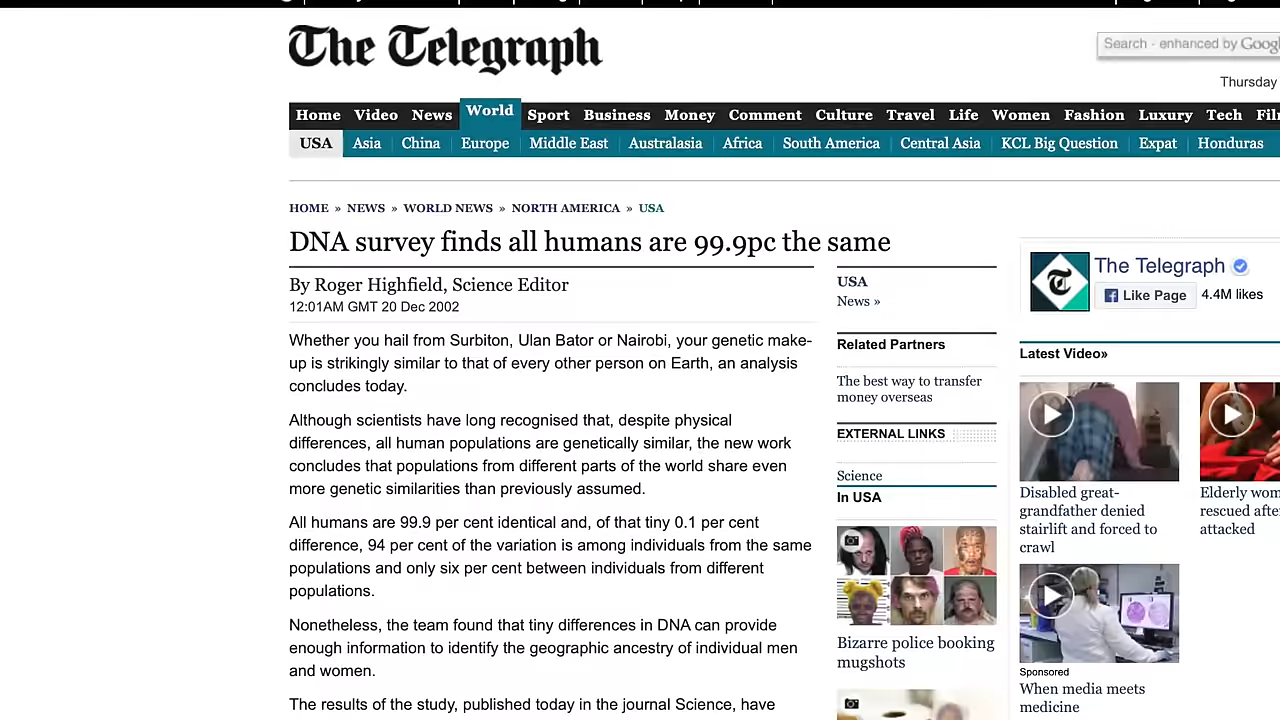 The Telegraph
Search - enhanced by
Thursday
Home Video News World Sport Business Money Comment Culture Travel Life Women Fashion Luxury Tech
USA Asia China Europe Middle East Australasia Africa South America Central Asia KCL Big Question Expat Honduras
HOME » NEWS » WORLD NEWS » NORTH AMERICA » USA
DNA survey finds all humans are 99.9pc the same
By Roger Highfield, Science Editor
12:01AM GMT 20 Dec 2002
Whether you hail from Surbiton, Ulan Bator or Nairobi, your genetic make-
up is strikingly similar to that of every other person on Earth, an analysis
concludes today.
Although scientists have long recognised that, despite physical
differences, all human populations are genetically similar, the new work
concludes that populations from different parts of the world share even
more genetic similarities than previously assumed.
All humans are 99.9 per cent identical and, of that tiny 0.1 per cent
difference, 94 per cent of the variation is among individuals from the same
populations and only six per cent between individuals from different
populations.
Nonetheless, the team found that tiny differences in DNA can provide
enough information to identify the geographic ancestry of individual men
and women.
The results of the study, published today in the journal Science, have
USA
News »
Related Partners
The best way to transfer
money overseas
EXTERNAL LINKS
Science
In USA
Bizarre police booking
mugshots
The Telegraph
Like Page
4.4M likes
Latest Video»
Disabled great-
grandfather denied
stairlift and forced to
crawl
Elderly
rescued
attacked
Sponsored
When media meets
medicine